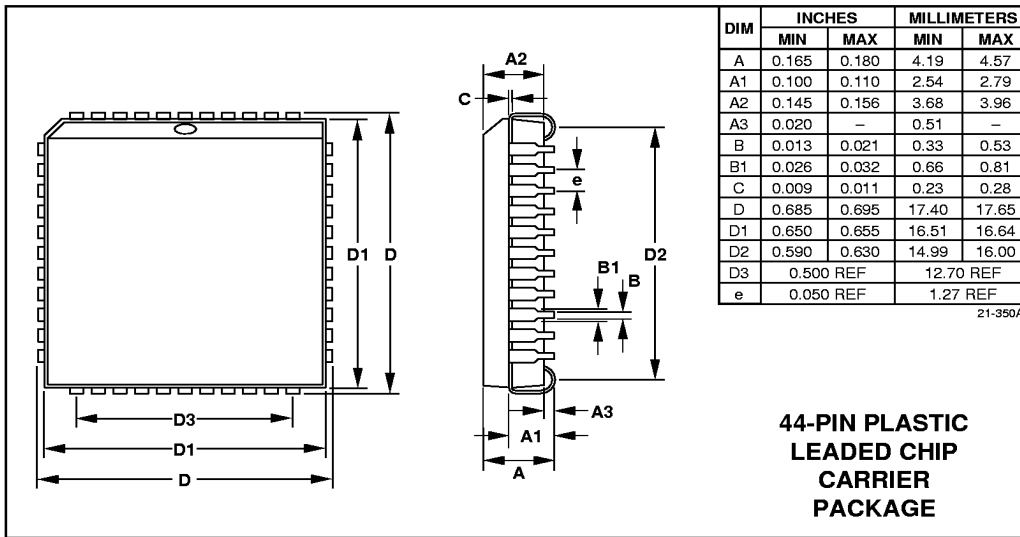 A2
C
e
D1
D
D2
B1
B
D3
A3
D1
A1
D
A
DIM INCHES MILLIMETERS
MIN MAX MIN MAX
A 0.165 0.180 4.19 4.57
A1 0.100 0.110 2.54 2.79
A2 0.145 0.156 3.68 3.96
A3 0.020 – 0.51 –
B 0.013 0.021 0.33 0.53
B1 0.026 0.032 0.66 0.81
C 0.009 0.011 0.23 0.28
D 0.685 0.695 17.40 17.65
D1 0.650 0.655 16.51 16.64
D2 0.590 0.630 14.99 16.00
D3 0.500 REF 12.70 REF
e 0.050 REF 1.27 REF
21-350A
44-PIN PLASTIC
LEADED CHIP
CARRIER
PACKAGE